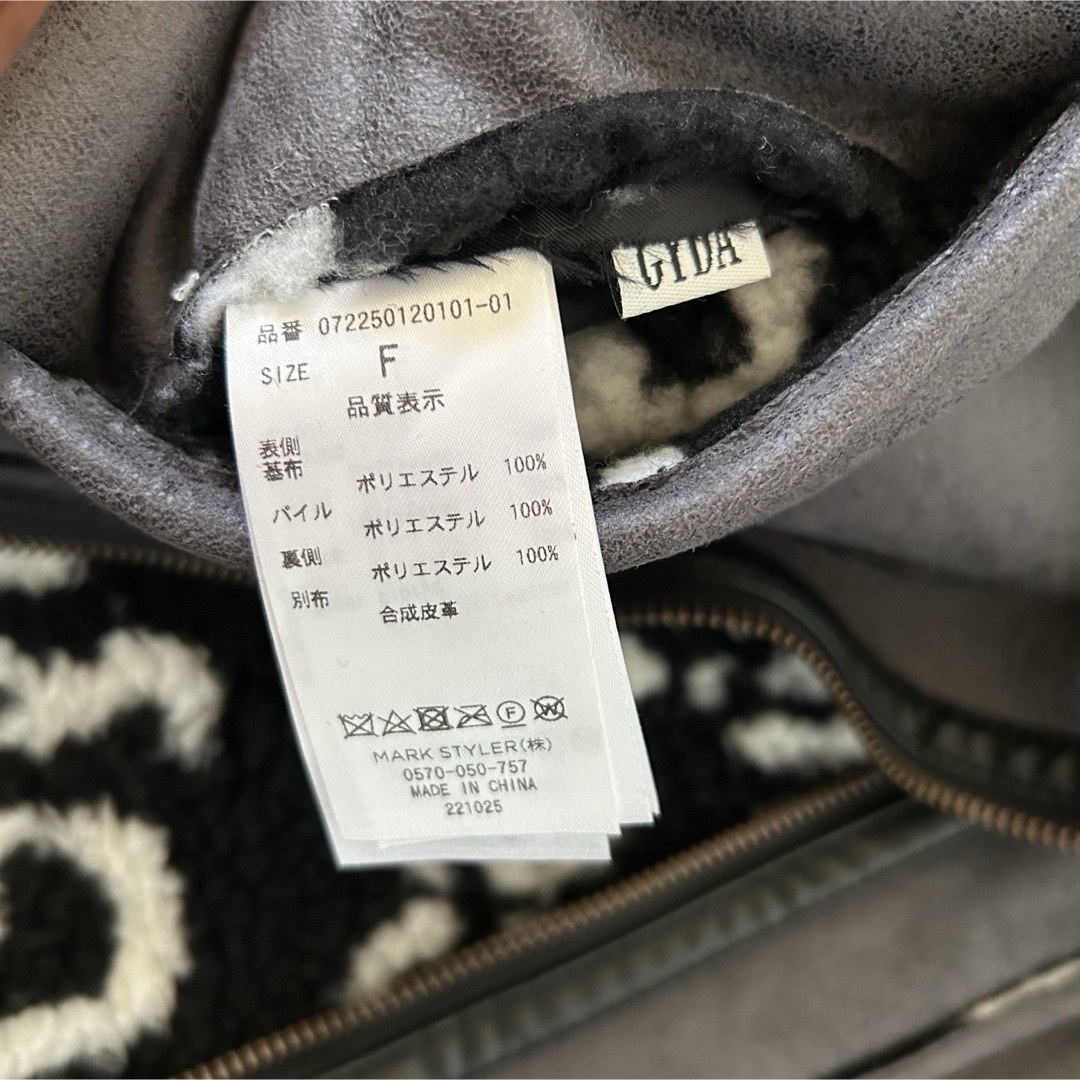 GYDA
品番 072250120101-01
SIZE F
品質表示
表側
基布 ポリエステル 100%
パイル ポリエステル 100%
裏側 ポリエステル 100%
別布 合成皮革
F W
MARK STYLER(株)
0570-050-757
MADE IN CHINA
221025